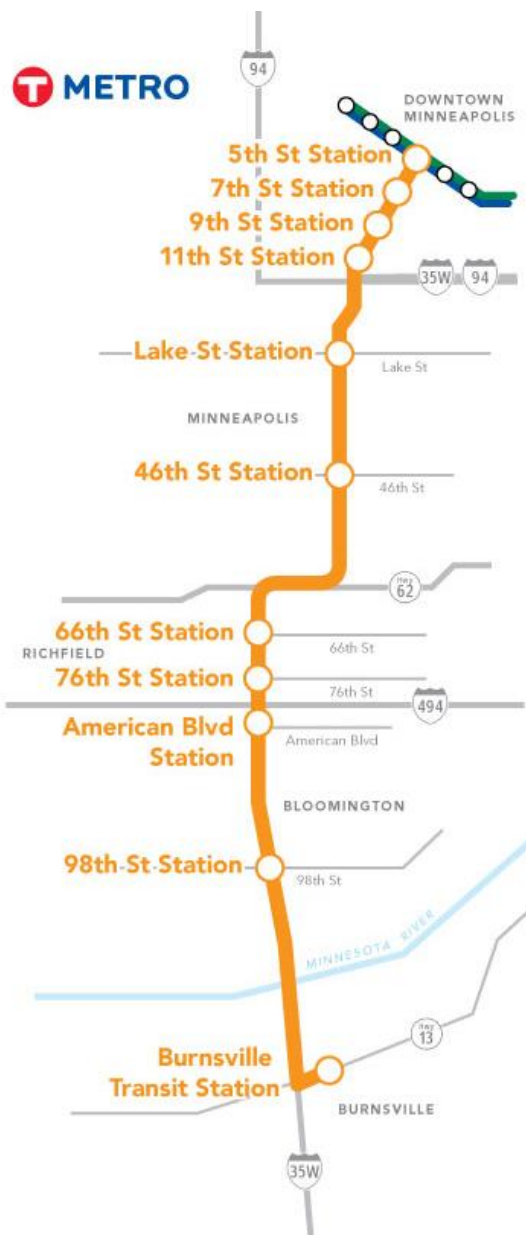 T METRO
94
DOWNTOWN
MINNEAPOLIS
5th St Station
7th St Station
9th St Station
11th St Station
35W
94
Lake St Station
Lake St
MINNEAPOLIS
46th St Station
46th St
Hwy
62
66th St Station
66th St
RICHFIELD
76th St Station
76th St
494
American Blvd
Station
American Blvd
BLOOMINGTON
98th St Station
98th St
MINNESOTA RIVER
Hwy
13
Burnsville
Transit Station
BURNSVILLE
35W